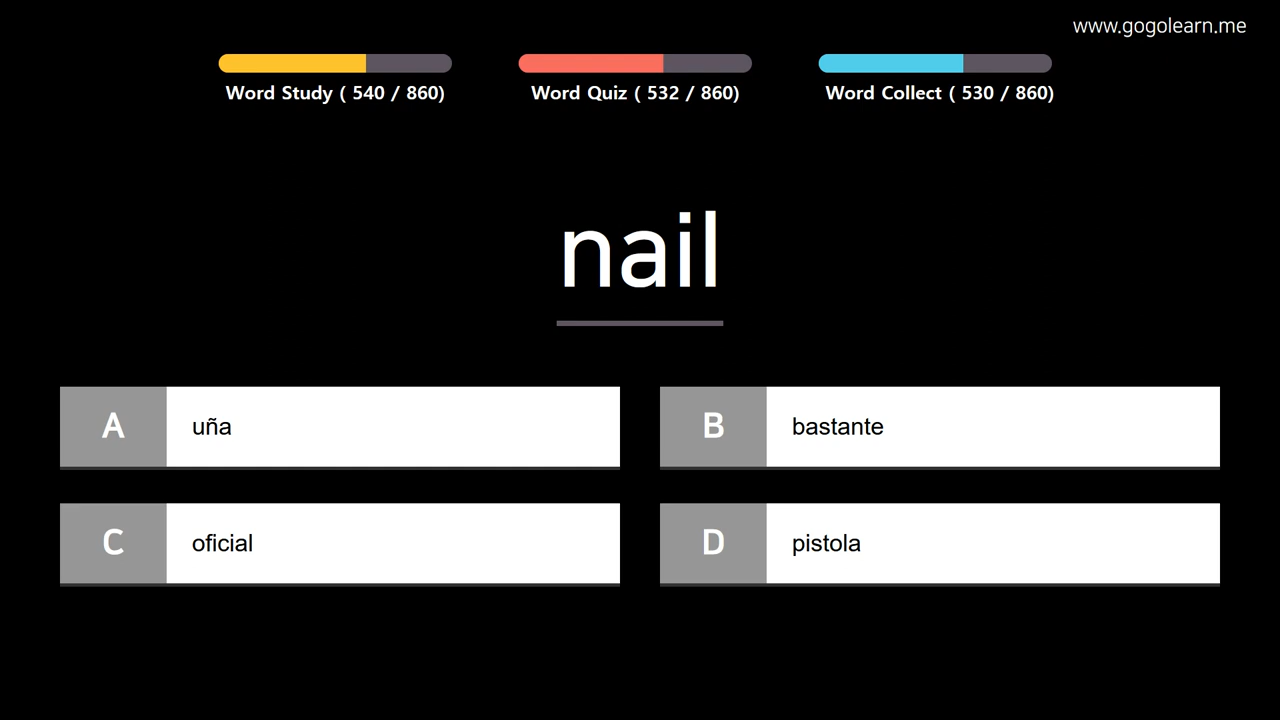 www.gogolearn.me
Word Study ( 540 / 860)
Word Quiz ( 532 / 860)
Word Collect ( 530 / 860)
nail
A uña
B bastante
C oficial
D pistola